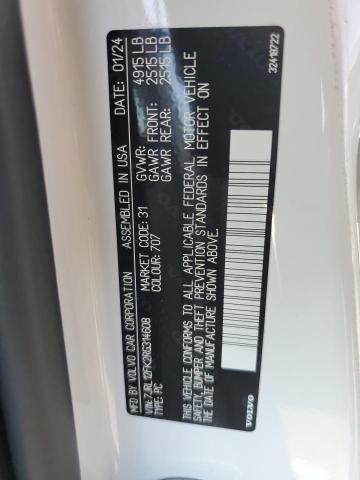 MFD. BY VOLVO CAR CORPORATION ASSEMBLED IN USA 01/24
VIN: 7JRL12FK2RG314608 GVWR: 4915 LB
TYPE: PC MARKET CODE: 31 GAWR FRONT: 2515 LB
COLOUR: 707 GAWR REAR: 2515 LB
THIS VEHICLE CONFORMS TO ALL APPLICABLE FEDERAL MOTOR VEHICLE
SAFETY, BUMPER AND THEFT PREVENTION STANDARDS IN EFFECT ON
THE DATE OF MANUFACTURE SHOWN ABOVE.
VOLVO 32418722